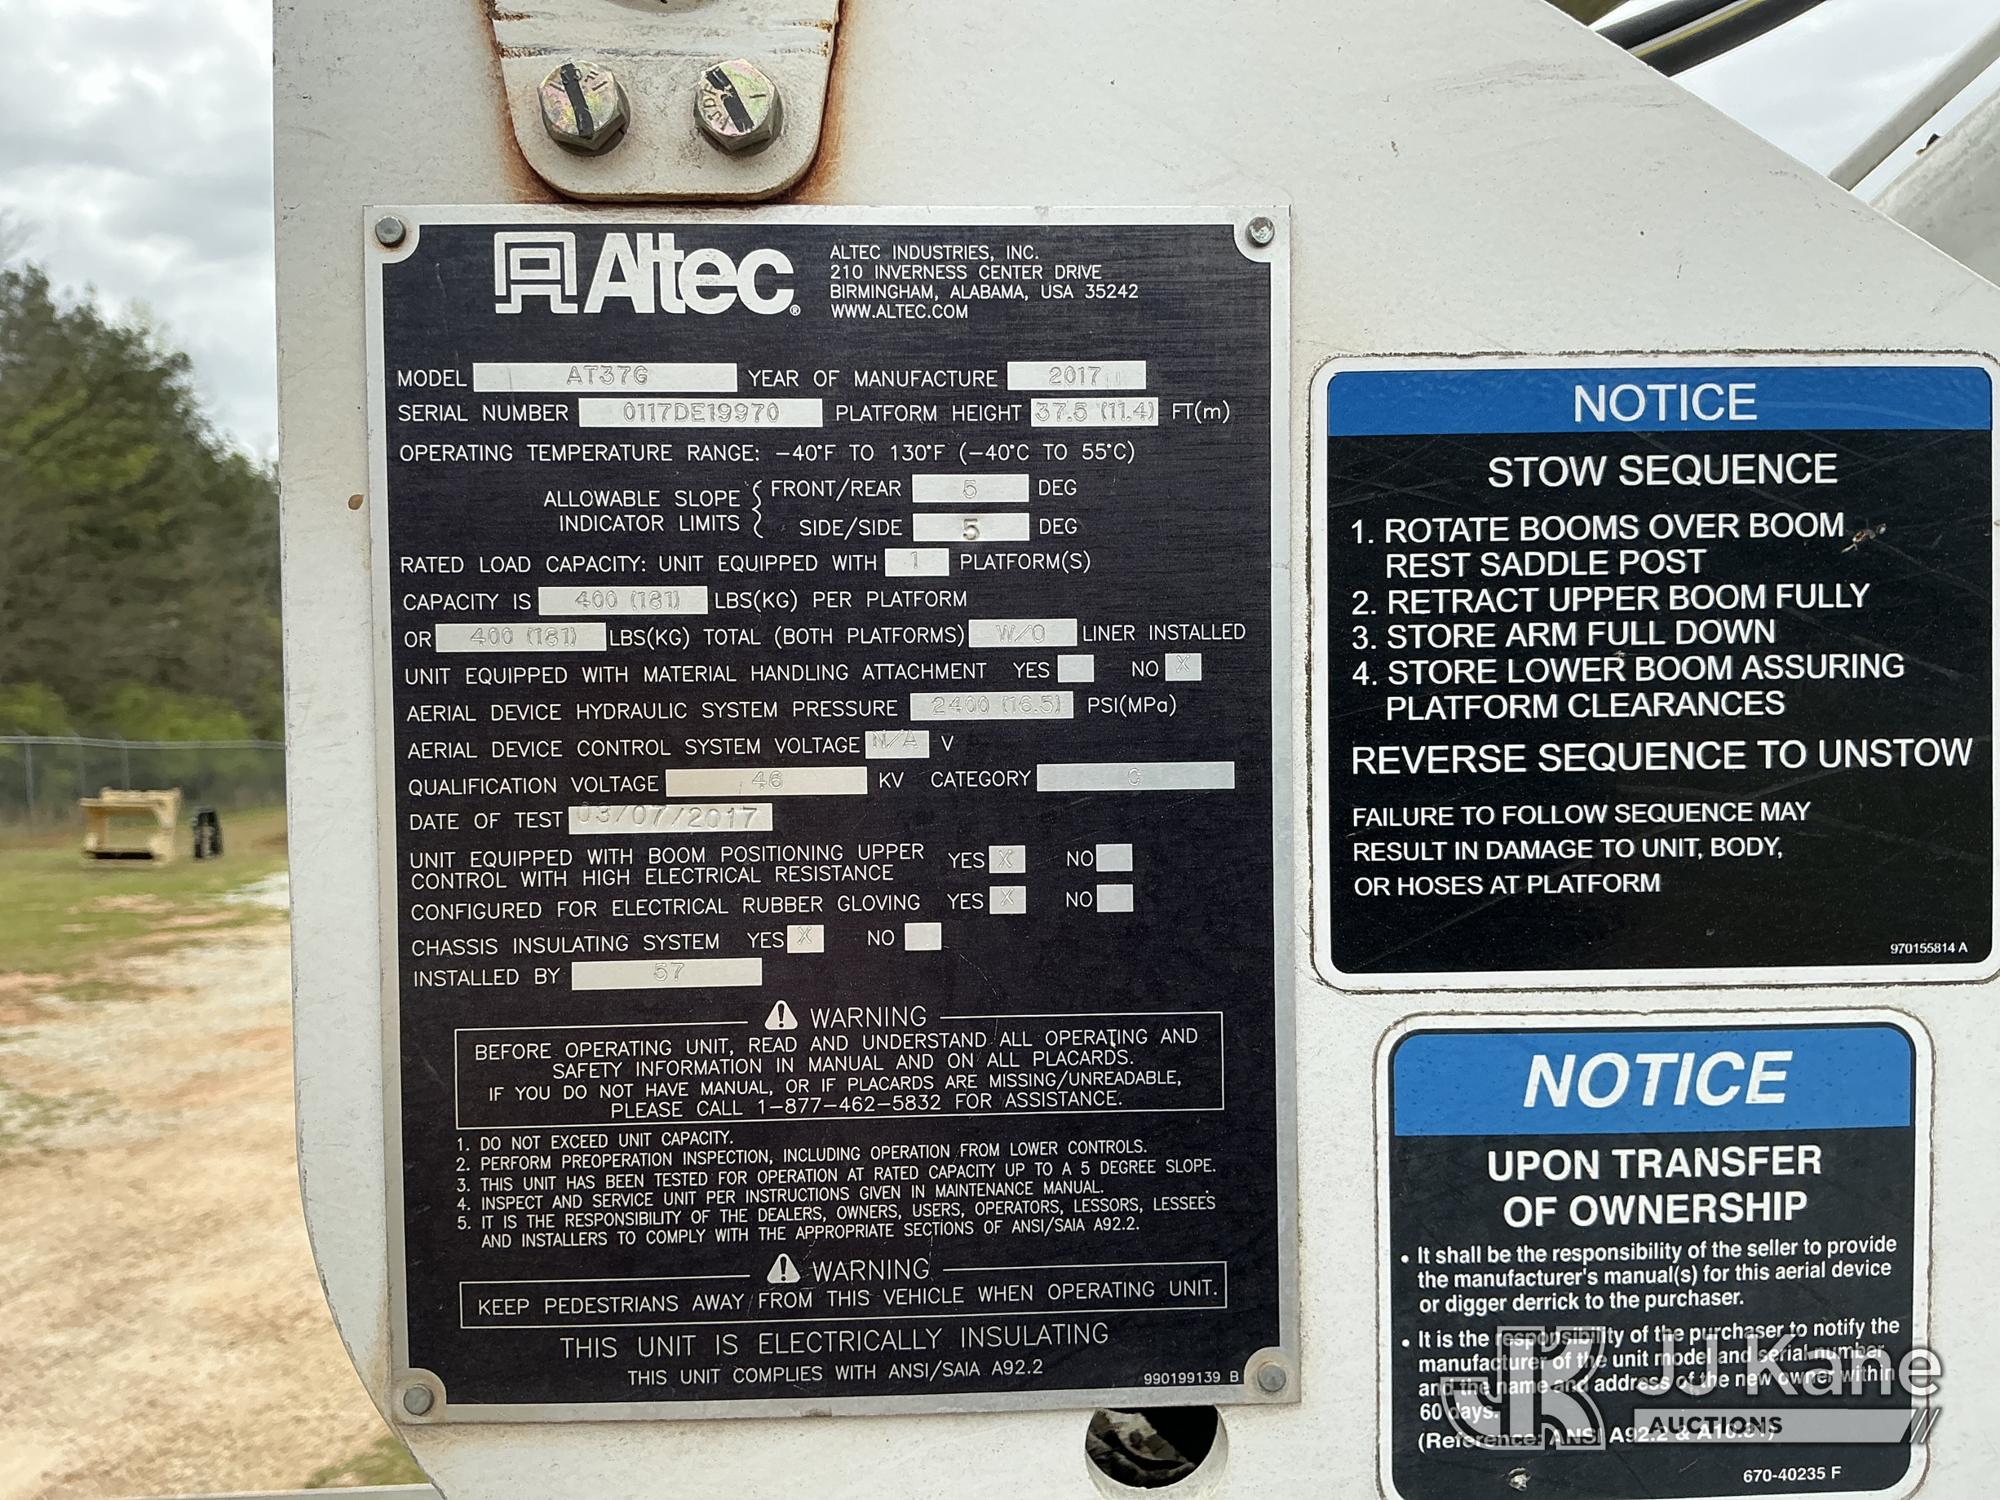 Altec®
ALTEC INDUSTRIES, INC.
210 INVERNESS CENTER DRIVE
BIRMINGHAM, ALABAMA, USA 35242
WWW.ALTEC.COM
MODEL AT37G YEAR OF MANUFACTURE 2017
SERIAL NUMBER 0117DE19970 PLATFORM HEIGHT 37.5 (11.4) FT(m)
OPERATING TEMPERATURE RANGE: -40°F TO 130°F (-40°C TO 55°C)
ALLOWABLE SLOPE INDICATOR LIMITS
FRONT/REAR 5 DEG
SIDE/SIDE 5 DEG
RATED LOAD CAPACITY: UNIT EQUIPPED WITH 1 PLATFORM(S)
CAPACITY IS 400 (181) LBS(KG) PER PLATFORM
OR 400 (181) LBS(KG) TOTAL (BOTH PLATFORMS) W/O LINER INSTALLED
UNIT EQUIPPED WITH MATERIAL HANDLING ATTACHMENT YES NO X
AERIAL DEVICE HYDRAULIC SYSTEM PRESSURE 2400 (16.5) PSI(MPa)
AERIAL DEVICE CONTROL SYSTEM VOLTAGE N/A V
QUALIFICATION VOLTAGE 46 KV CATEGORY C
DATE OF TEST 03/07/2017
UNIT EQUIPPED WITH BOOM POSITIONING UPPER
CONTROL WITH HIGH ELECTRICAL RESISTANCE YES X NO
CONFIGURED FOR ELECTRICAL RUBBER GLOVING YES X NO
CHASSIS INSULATING SYSTEM YES X NO
INSTALLED BY 57
WARNING
BEFORE OPERATING UNIT, READ AND UNDERSTAND ALL OPERATING AND
SAFETY INFORMATION IN MANUAL AND ON ALL PLACARDS.
IF YOU DO NOT HAVE MANUAL, OR IF PLACARDS ARE MISSING/UNREADABLE,
PLEASE CALL 1-877-462-5832 FOR ASSISTANCE.
1. DO NOT EXCEED UNIT CAPACITY.
2. PERFORM PREOPERATION INSPECTION, INCLUDING OPERATION FROM LOWER CONTROLS.
3. THIS UNIT HAS BEEN TESTED FOR OPERATION AT RATED CAPACITY UP TO A 5 DEGREE SLOPE.
4. INSPECT AND SERVICE UNIT PER INSTRUCTIONS GIVEN IN MAINTENANCE MANUAL.
5. IT IS THE RESPONSIBILITY OF THE DEALERS, OWNERS, USERS, OPERATORS, LESSORS, LESSEES
AND INSTALLERS TO COMPLY WITH THE APPROPRIATE SECTIONS OF ANSI/SAIA A92.2.
WARNING
KEEP PEDESTRIANS AWAY FROM THIS VEHICLE WHEN OPERATING UNIT.
THIS UNIT IS ELECTRICALLY INSULATING
THIS UNIT COMPLIES WITH ANSI/SAIA A92.2
990199139 B
NOTICE
STOW SEQUENCE
1. ROTATE BOOMS OVER BOOM
REST SADDLE POST
2. RETRACT UPPER BOOM FULLY
3. STORE ARM FULL DOWN
4. STORE LOWER BOOM ASSURING
PLATFORM CLEARANCES
REVERSE SEQUENCE TO UNSTOW
FAILURE TO FOLLOW SEQUENCE MAY
RESULT IN DAMAGE TO UNIT, BODY,
OR HOSES AT PLATFORM
970155814 A
NOTICE
UPON TRANSFER
OF OWNERSHIP
• It shall be the responsibility of the seller to provide
the manufacturer's manual(s) for this aerial device
or digger derrick to the purchaser.
• It is the responsibility of the purchaser to notify the
manufacturer of the unit model and serial number
and the name and address of the new owner within
60 days.
(Reference: ANSI A92.2 & A10.31)
670-40235 F
JJ Kane
AUCTIONS